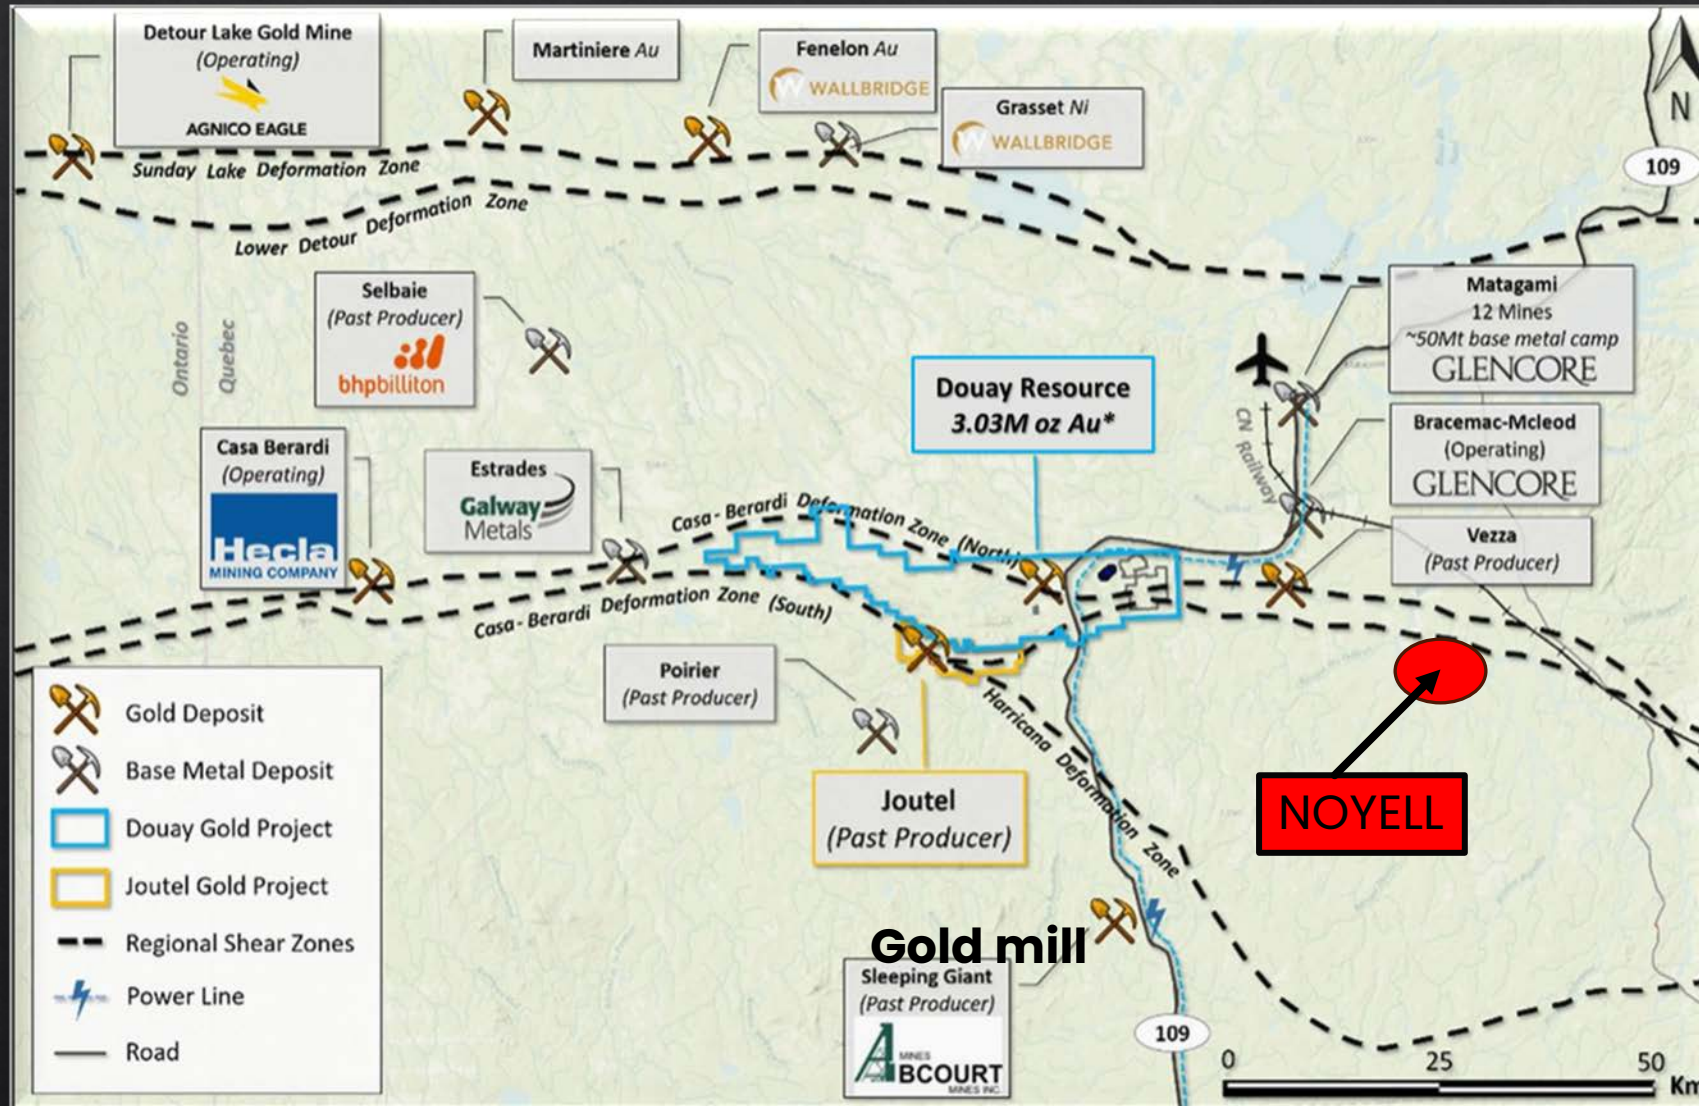 Detour Lake Gold Mine
(Operating)
AGNICO EAGLE
Martiniere Au
Fenelon Au
WALLBRIDGE
Grasset Ni
WALLBRIDGE
N
109
Sunday Lake Deformation Zone
Lower Detour Deformation Zone
Ontario
Quebec
Selbaie
(Past Producer)
bhpbilliton
Matagami
12 Mines
~50Mt base metal camp
GLENCORE
Douay Resource
3.03M oz Au*
CN Railway
Bracemac-Mcleod
(Operating)
GLENCORE
Casa Berardi
(Operating)
Hecla
MINING COMPANY
Estrades
Galway
Metals
Casa-Berardi Deformation Zone (North)
Vezza
(Past Producer)
Casa-Berardi Deformation Zone (South)
Poirier
(Past Producer)
Harricana Deformation Zone
NOYELL
Joutel
(Past Producer)
Gold Deposit
Base Metal Deposit
Douay Gold Project
Joutel Gold Project
Regional Shear Zones
Power Line
Road
Gold mill
Sleeping Giant
(Past Producer)
MINES
ABCOURT
MINES INC.
109
0 25 50
Km